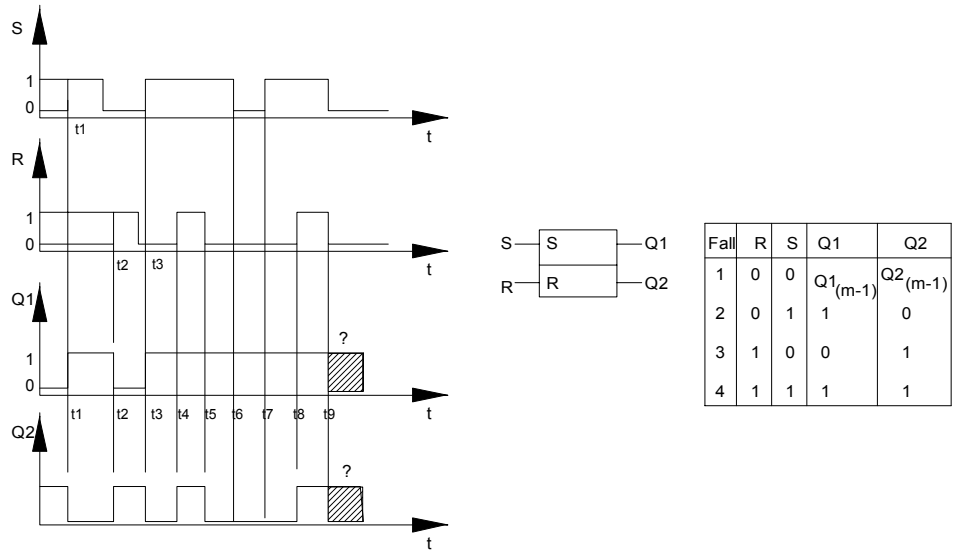 S
1
0
t1
t
R
1
0
t2 t3
t
Q1
?
1
0
t1 t2 t3 t4 t5 t6 t7 t8 t9
t
Q2
?
t
S S Q1
R R Q2
Fall R S Q1 Q2
1 0 0 Q1(m-1) Q2(m-1)
2 0 1 1 0
3 1 0 0 1
4 1 1 1 1